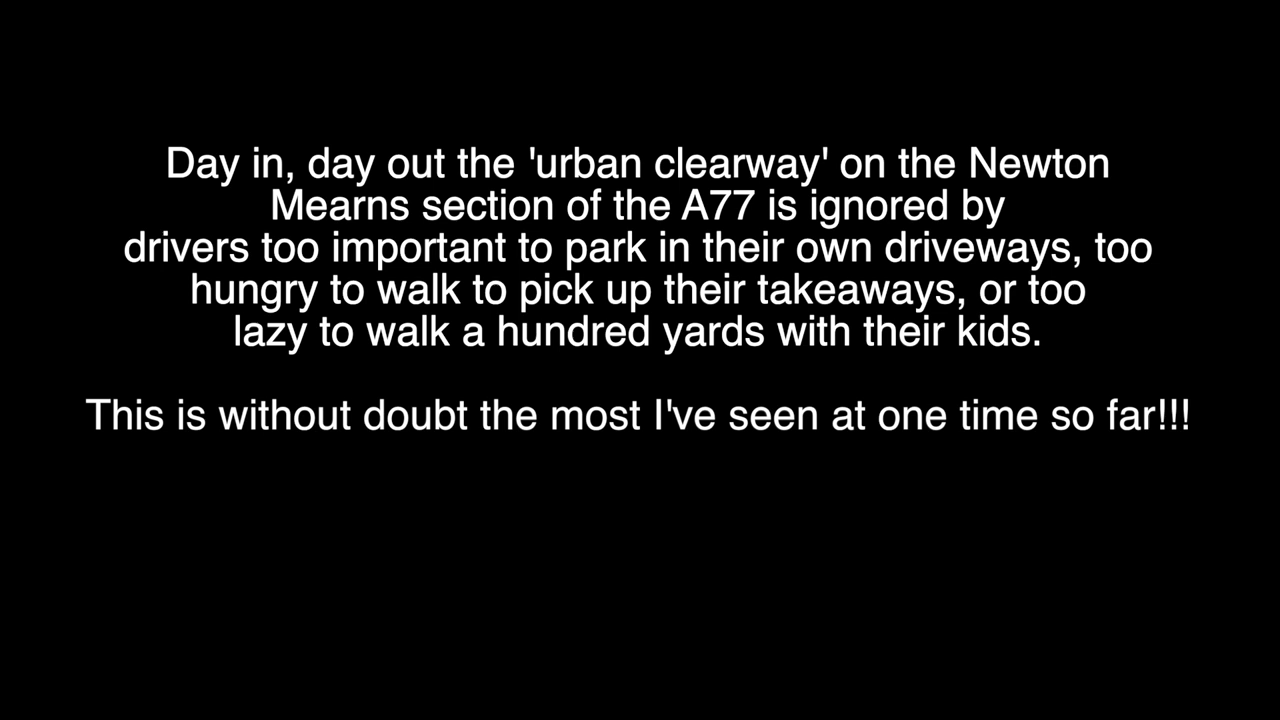 Day in, day out the 'urban clearway' on the Newton
Mearns section of the A77 is ignored by
drivers too important to park in their own driveways, too
hungry to walk to pick up their takeaways, or too
lazy to walk a hundred yards with their kids.
This is without doubt the most I've seen at one time so far!!!